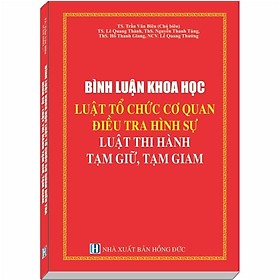 TS. Trần Văn Biên (Chủ biên)
TS. Lê Quang Thành, ThS. Nguyễn Thanh Tùng,
ThS. Hồ Thanh Giang, NCV. Lê Quang Thường
BÌNH LUẬN KHOA HỌC
LUẬT TỔ CHỨC CƠ QUAN
ĐIỀU TRA HÌNH SỰ
LUẬT THI HÀNH
TẠM GIỮ, TẠM GIAM
NHÀ XUẤT BẢN HỒNG ĐỨC